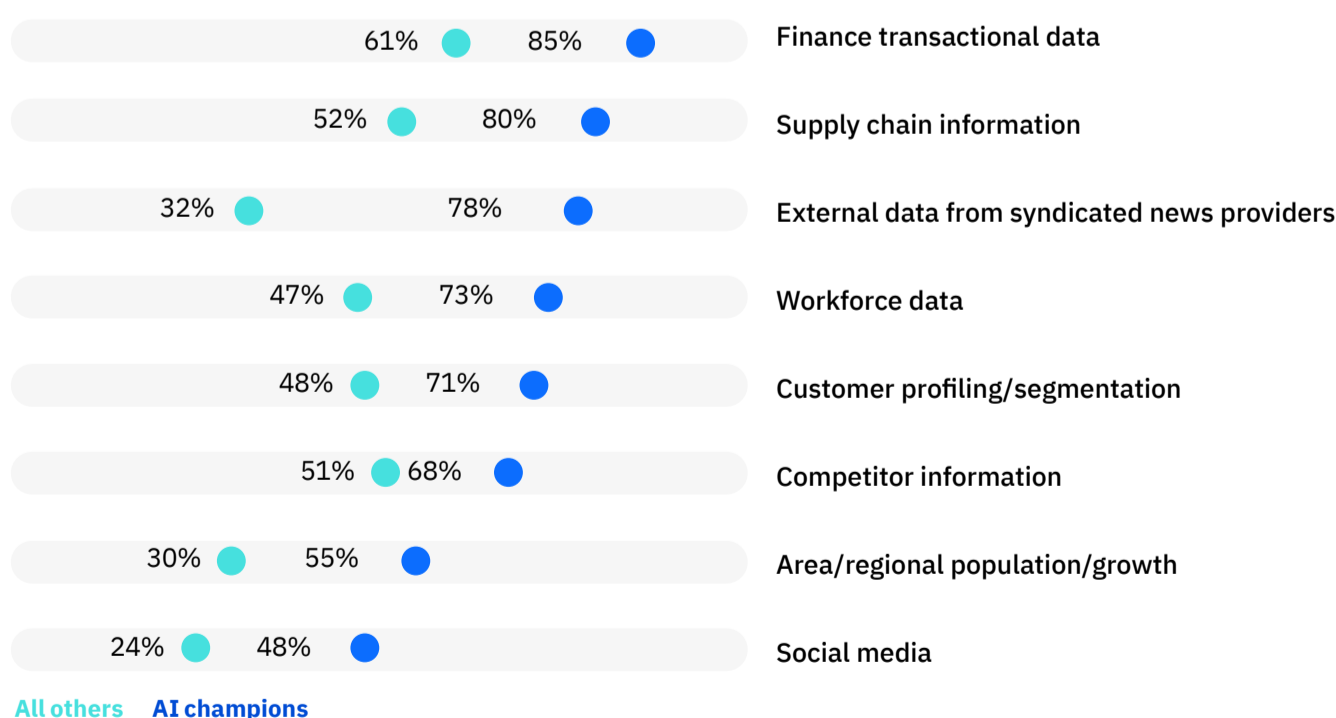 61% 85% Finance transactional data
52% 80% Supply chain information
32% 78% External data from syndicated news providers
47% 73% Workforce data
48% 71% Customer profiling/segmentation
51% 68% Competitor information
30% 55% Area/regional population/growth
24% 48% Social media
All others AI champions